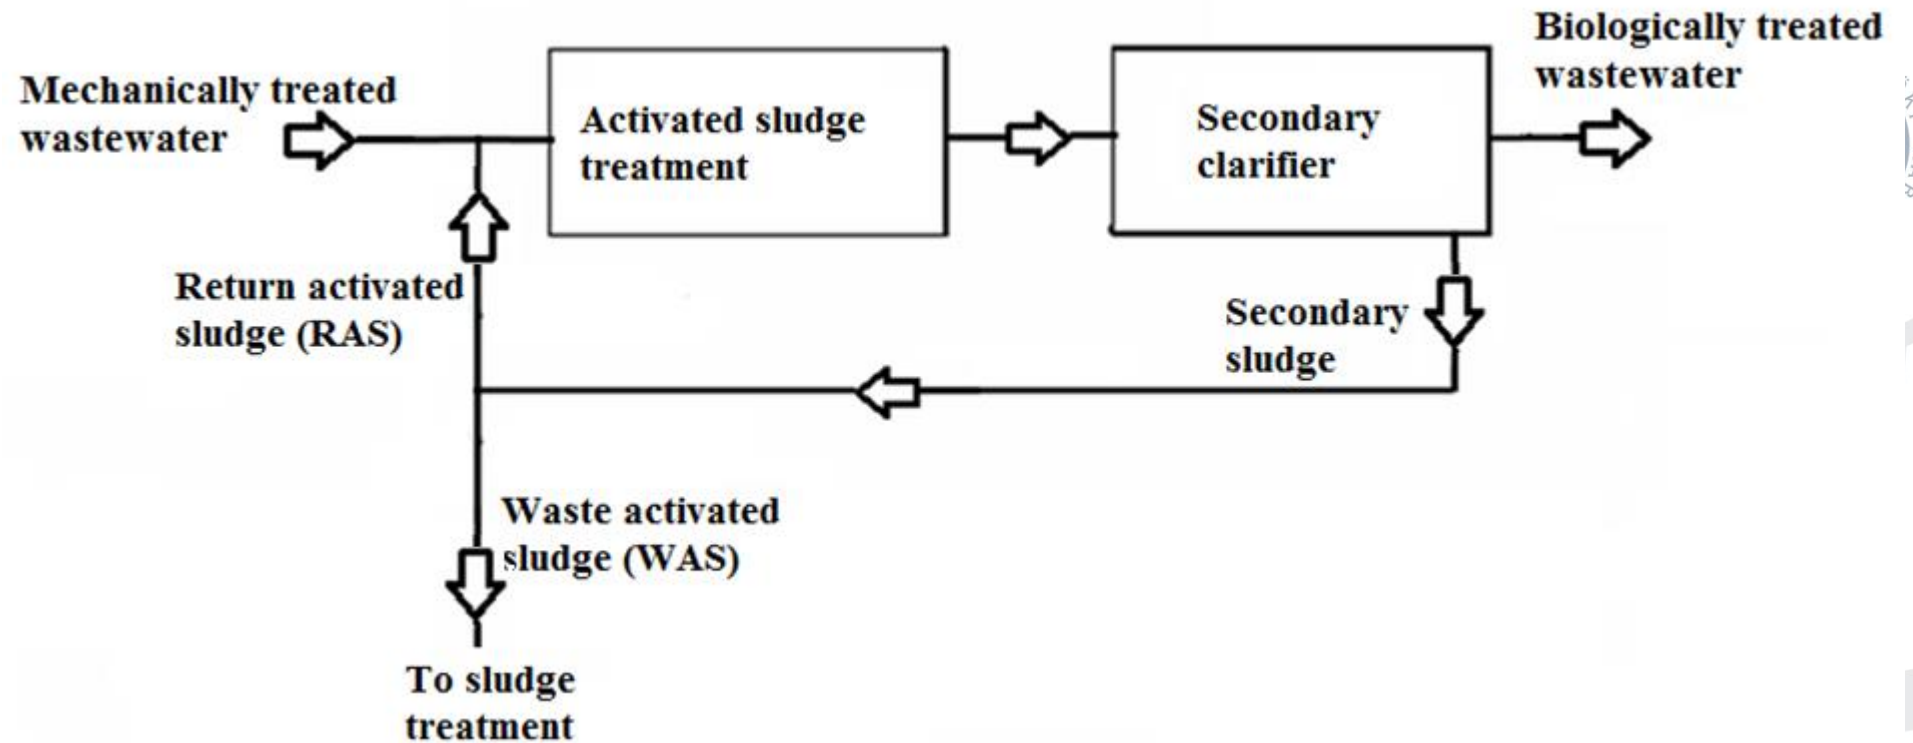 Mechanically treated
wastewater
Activated sludge
treatment
Secondary
clarifier
Biologically treated
wastewater
Return activated
sludge (RAS)
Secondary
sludge
Waste activated
sludge (WAS)
To sludge
treatment